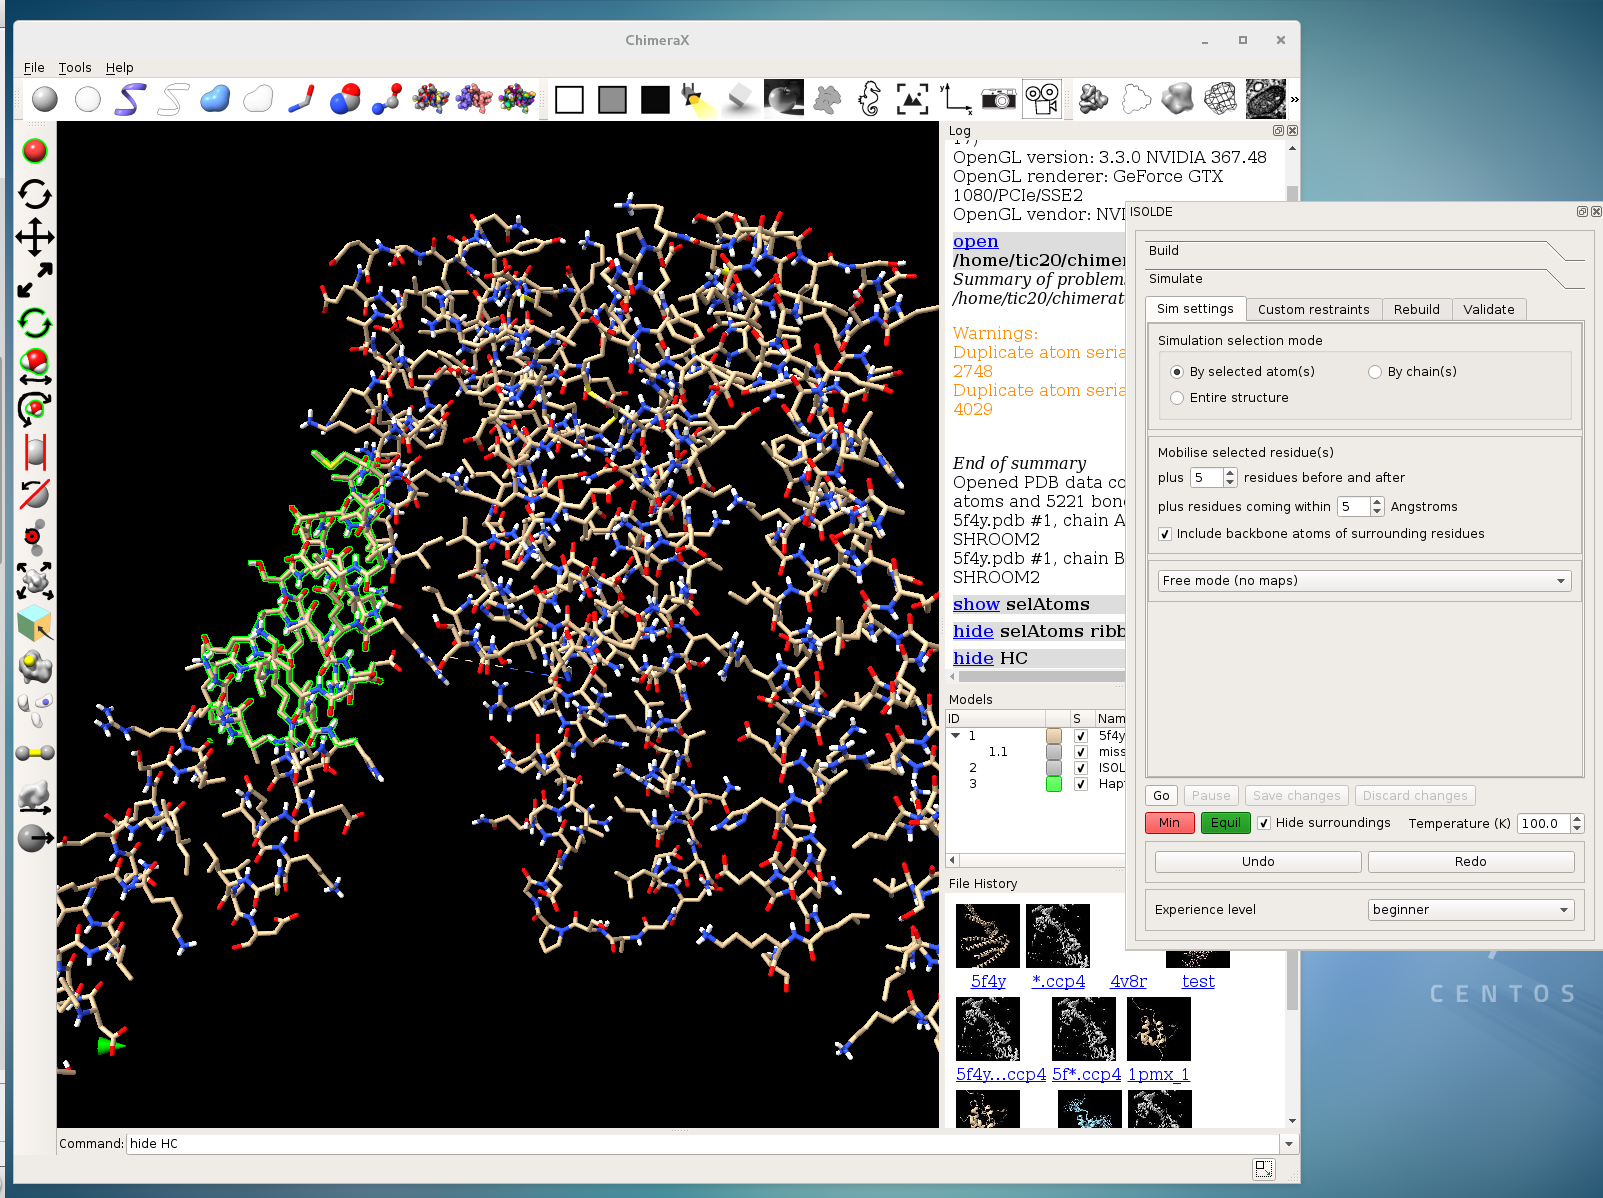 ChimeraX
File Tools Help
»
Log
OpenGL version: 3.3.0 NVIDIA 367.48
OpenGL renderer: GeForce GTX
1080/PCIe/SSE2
OpenGL vendor: NVI
open
/home/tic20/chimer
Summary of problem
/home/tic20/chimerat
Warnings:
Duplicate atom seria
2748
Duplicate atom seria
4029
End of summary
Opened PDB data co
atoms and 5221 bon
5f4y.pdb #1, chain A
SHROOM2
5f4y.pdb #1, chain B
SHROOM2
show selAtoms
hide selAtoms ribb
hide HC
Models
ID S Nam
1 5f4y
1.1 miss
2 ISOL
3 Hap
File History
5f4y *.ccp4 4v8r test
5f4y...ccp4 5f*.ccp4 1pmx_1
Command: hide HC
ISOLDE
Build
Simulate
Sim settings Custom restraints Rebuild Validate
Simulation selection mode
By selected atom(s) By chain(s)
Entire structure
Mobilise selected residue(s)
plus 5 residues before and after
plus residues coming within 5 Angstroms
Include backbone atoms of surrounding residues
Free mode (no maps)
Go Pause Save changes Discard changes
Min Equil Hide surroundings Temperature (K) 100.0
Undo Redo
Experience level beginner
CENTOS